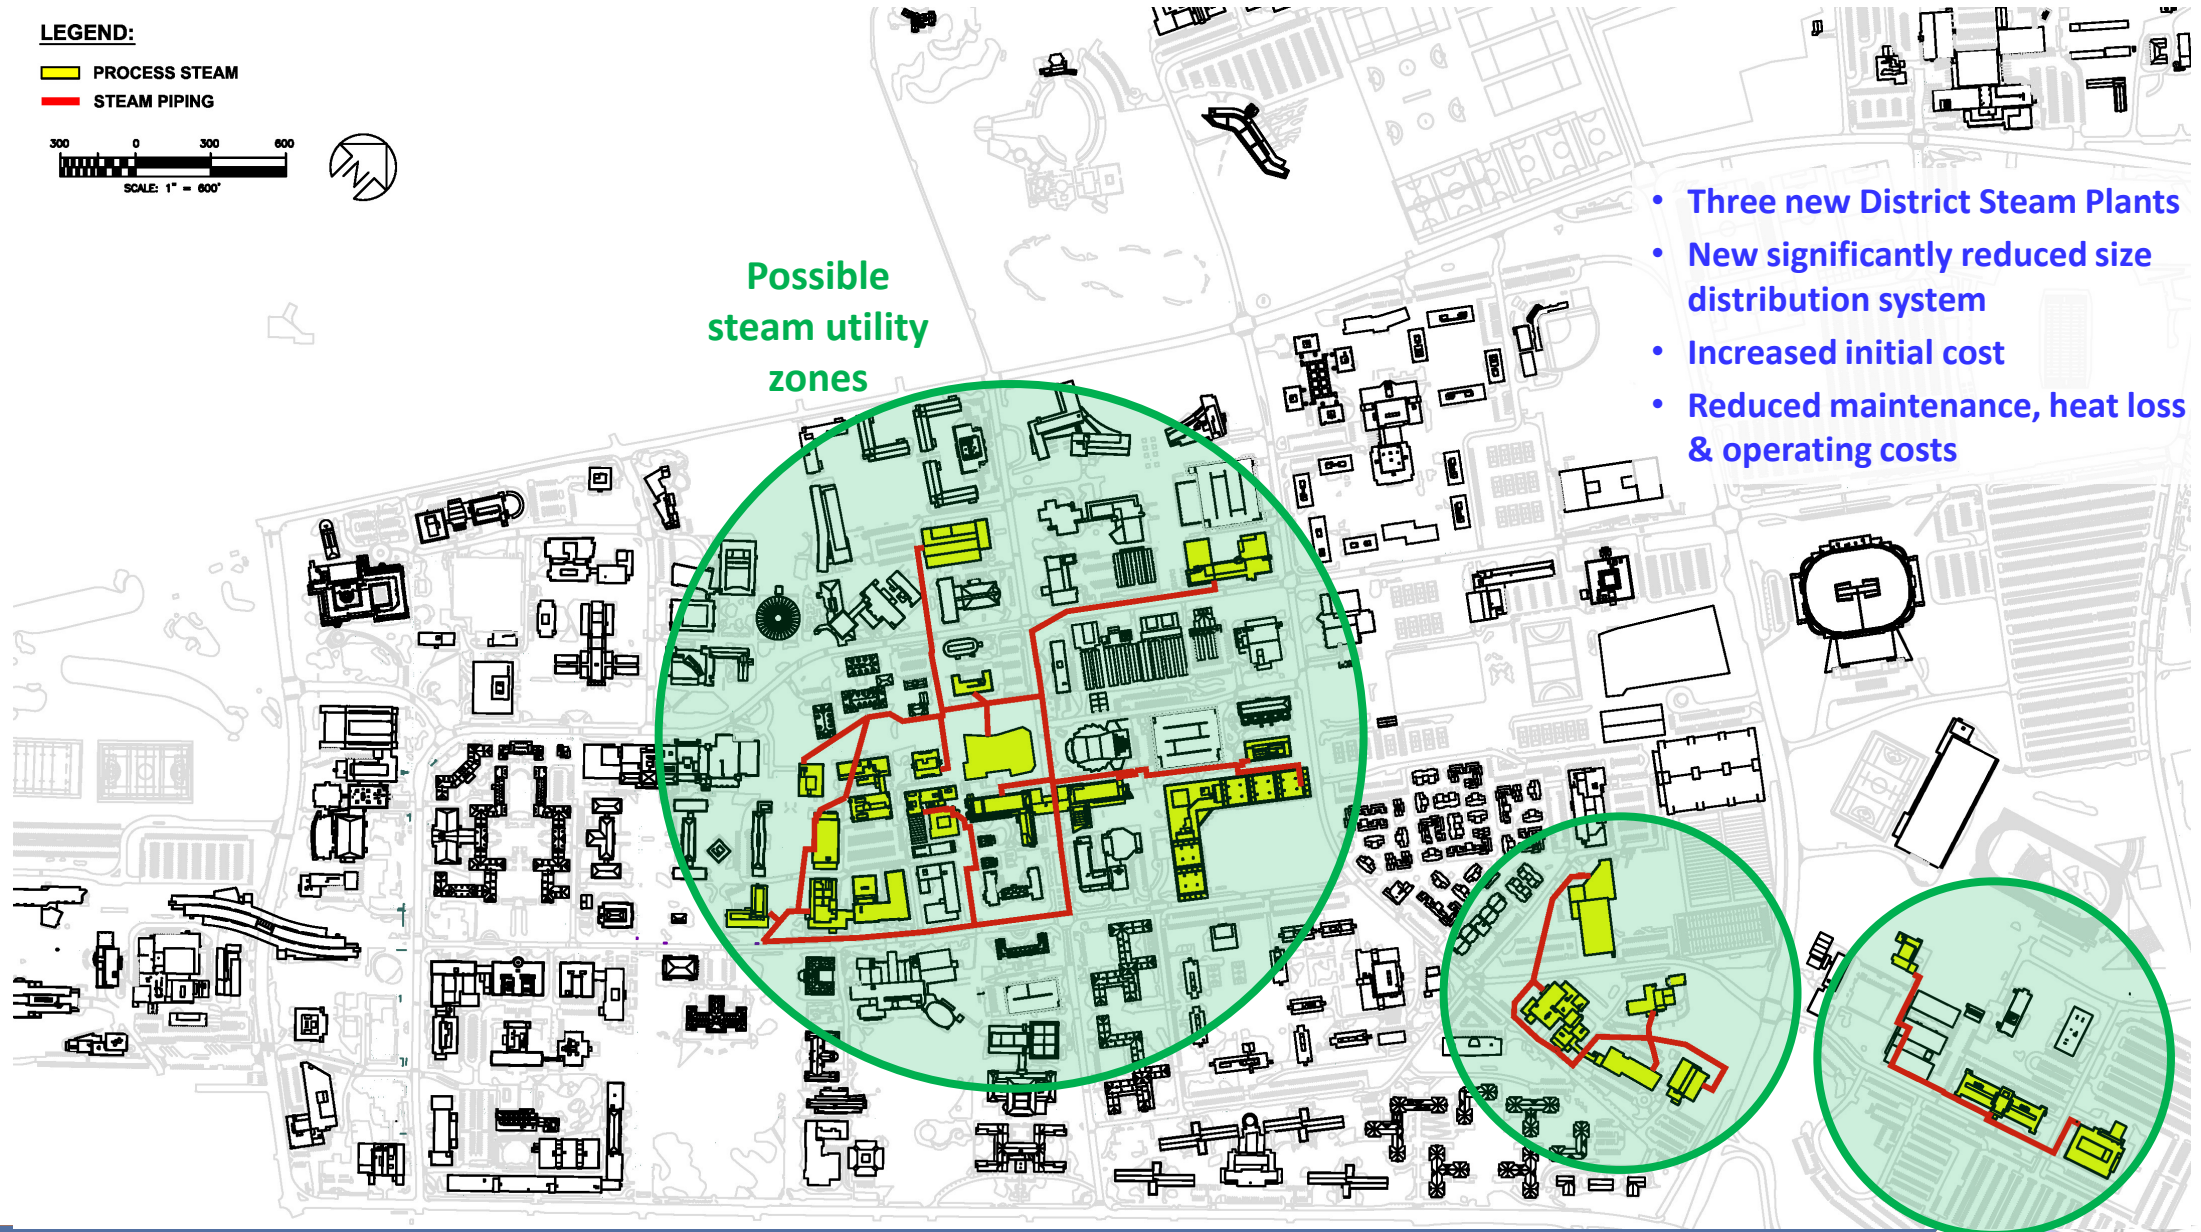 LEGEND:
PROCESS STEAM
STEAM PIPING
300 0 300 600
SCALE: 1" = 600'
N
Possible
steam utility
zones
• Three new District Steam Plants
• New significantly reduced size
distribution system
• Increased initial cost
• Reduced maintenance, heat loss
& operating costs